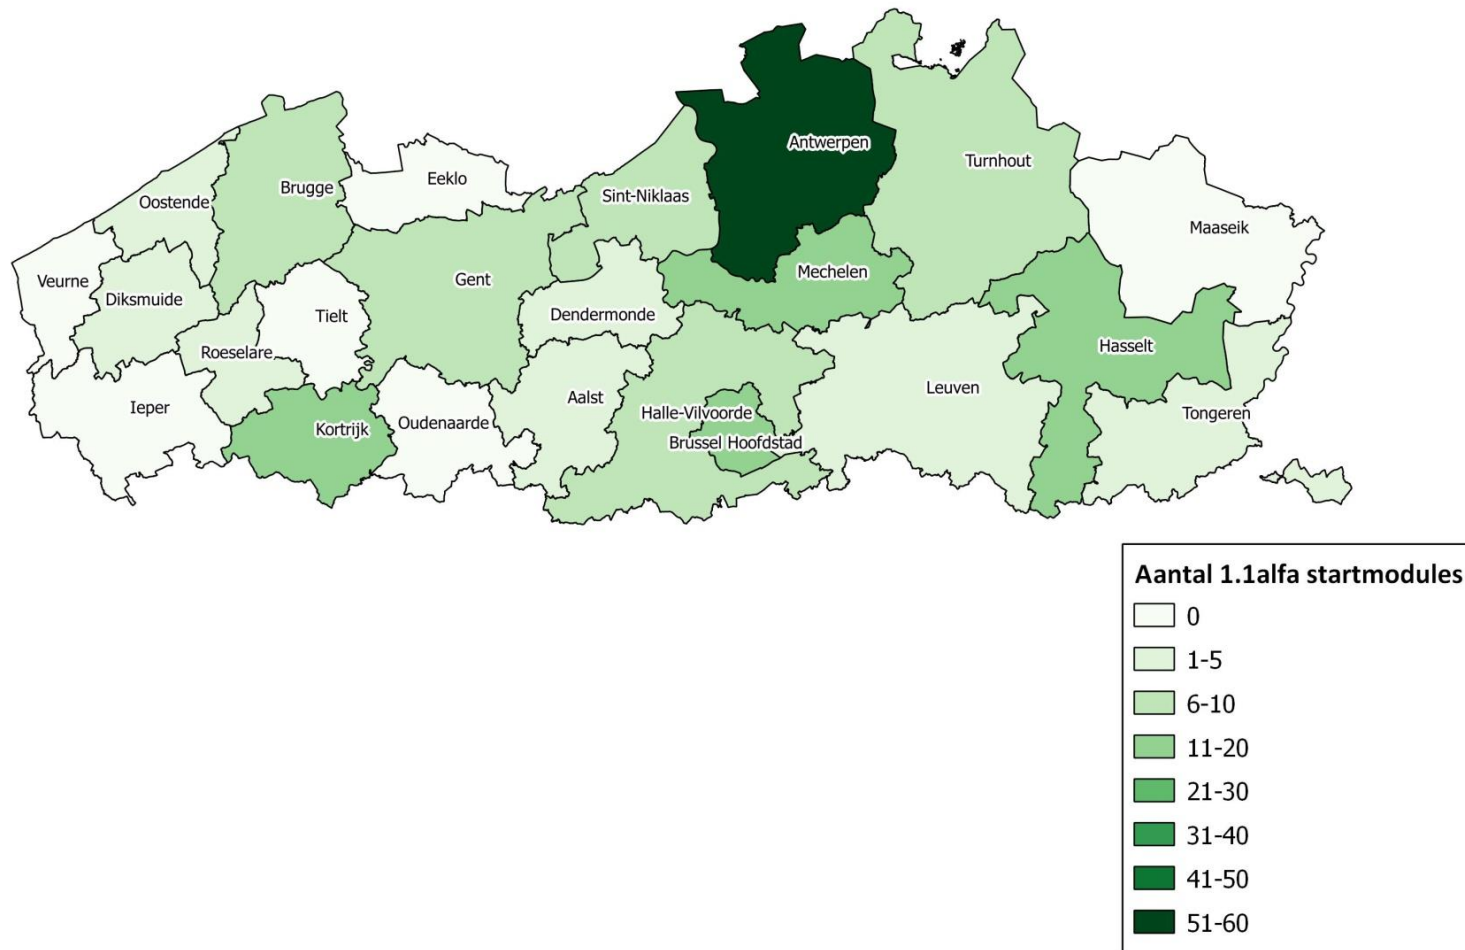 Antwerpen
Turnhout
Eeklo
Brugge
Sint-Niklaas
Oostende
Maaseik
Veurne
Gent
Mechelen
Diksmuide
Tielt
Dendermonde
Roeselare
Hasselt
Leuven
Aalst
Ieper
Halle-Vilvoorde
Tongeren
Kortrijk
Oudenaarde
Brussel Hoofdstad
Aantal 1.1alfa startmodules
0
1-5
6-10
11-20
21-30
31-40
41-50
51-60